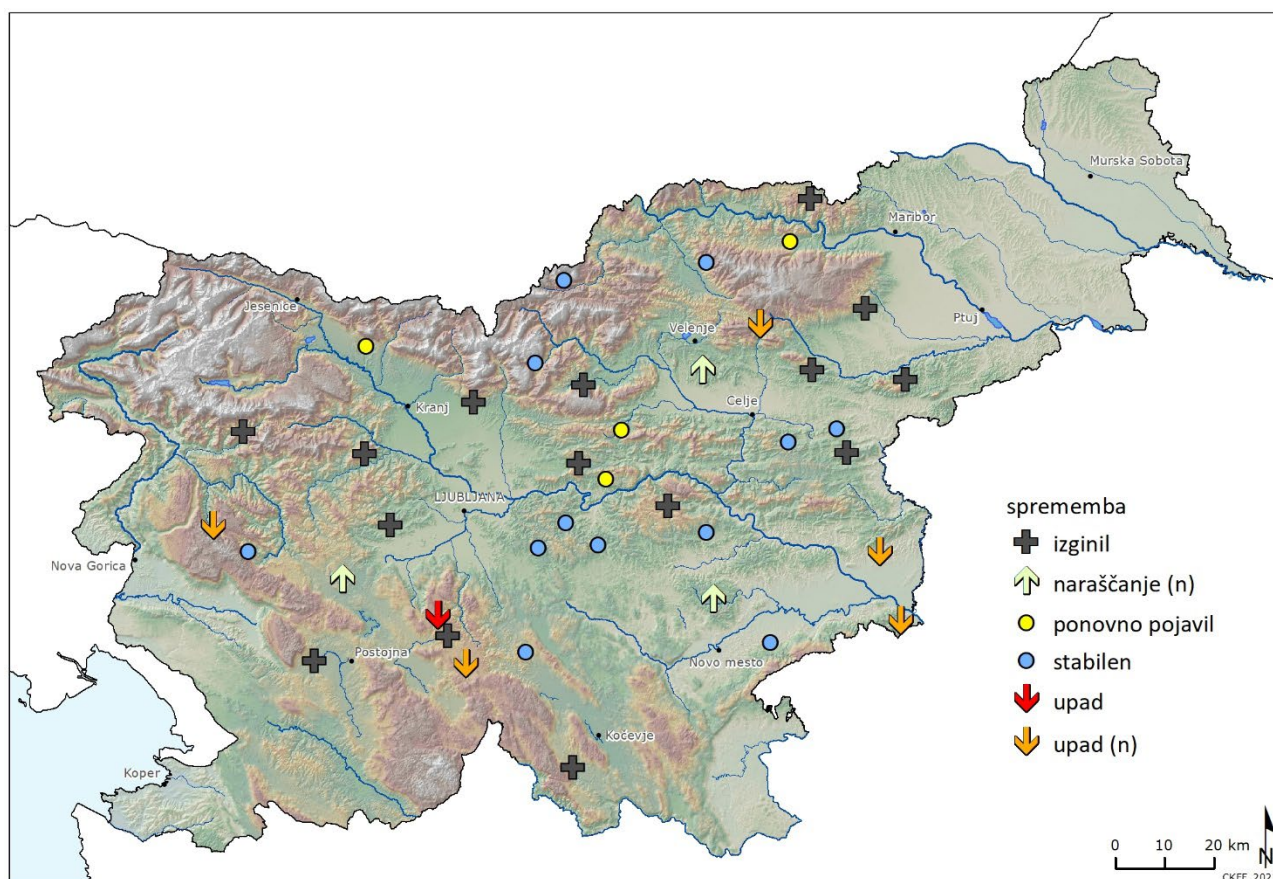 Murska Sobota
Maribor
Jesenice
Ptuj
Velenje
Kranj
Celje
LJUBLJANA
Nova Gorica
Postojna
Novo mesto
Kočevje
Koper
sprememba
izginil
naraščanje (n)
ponovno pojavil
stabilen
upad
upad (n)
0 10 20 km
N